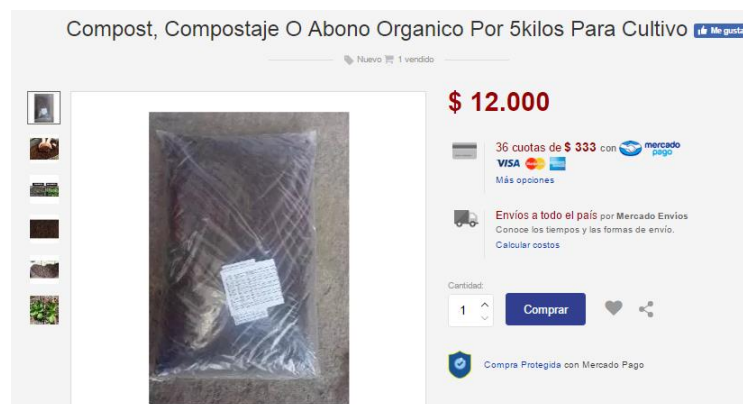 Compost, Compostaje O Abono Organico Por 5kilos Para Cultivo
Me gusta
Nuevo 1 vendido
$ 12.000
36 cuotas de $ 333 con mercado pago
VISA
Más opciones
Envíos a todo el país por Mercado Envios
Conoce los tiempos y las formas de envío.
Calcular costos
Cantidad:
1
Comprar
Compra Protegida con Mercado Pago